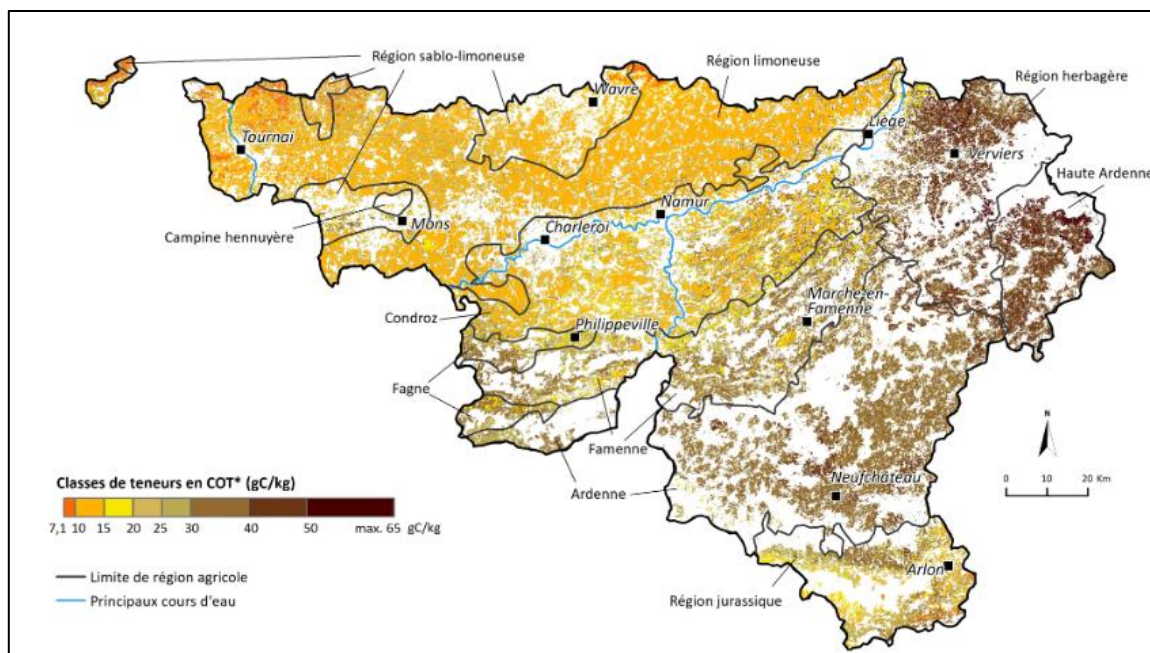 Région sablo-limoneuse
Région limoneuse
Wavre
Région herbagère
Tournai
Liège
Verviers
Haute Ardenne
Namur
Mons
Charleroi
Campine hennuyère
Marche-en-
Famenne
Condroz
Philippeville
Fagne
Famenne
N
Classes de teneurs en COT* (gC/kg)
Ardenne
Neufchâteau
0 10 20 Km
7,1 10 15 20 25 30 40 50 max. 65 gC/kg
Arlon
Limite de région agricole
Principaux cours d'eau
Région jurassique